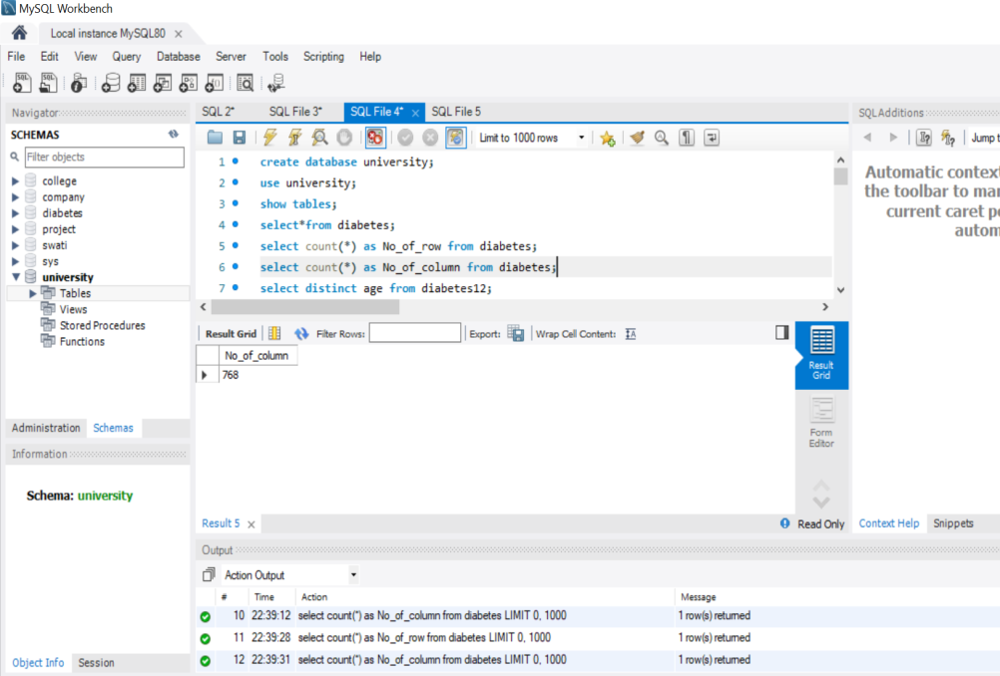 MySQL Workbench
Local instance MySQL80 ×
File Edit View Query Database Server Tools Scripting Help
Navigator
SCHEMAS
Filter objects
college
company
diabetes
project
swati
sys
university
Tables
Views
Stored Procedures
Functions
Administration Schemas
Information
Schema: university
Object Info Session
SQL 2* SQL File 3* SQL File 4* × SQL File 5
Limit to 1000 rows
1 create database university;
2 use university;
3 show tables;
4 select*from diabetes;
5 select count(*) as No_of_row from diabetes;
6 select count(*) as No_of_column from diabetes;
7 select distinct age from diabetes12;
Result Grid Filter Rows: Export: Wrap Cell Content:
No_of_column
768
Result
Grid
Form
Editor
Result 5 × Read Only
Output
Action Output
# Time Action Message
10 22:39:12 select count(*) as No_of_column from diabetes LIMIT 0, 1000 1 row(s) returned
11 22:39:28 select count(*) as No_of_row from diabetes LIMIT 0, 1000 1 row(s) returned
12 22:39:31 select count(*) as No_of_column from diabetes LIMIT 0, 1000 1 row(s) returned
SQLAdditions
Jump t
Automatic context
the toolbar to mar
current caret po
autom
Context Help Snippets